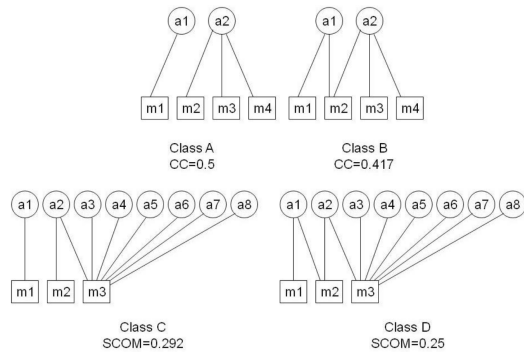 a1 a2 a1 a2
m1 m2 m3 m4 m1 m2 m3 m4
Class A Class B
CC=0.5 CC=0.417
a1 a2 a3 a4 a5 a6 a7 a8 a1 a2 a3 a4 a5 a6 a7 a8
m1 m2 m3 m1 m2 m3
Class C Class D
SCOM=0.292 SCOM=0.25